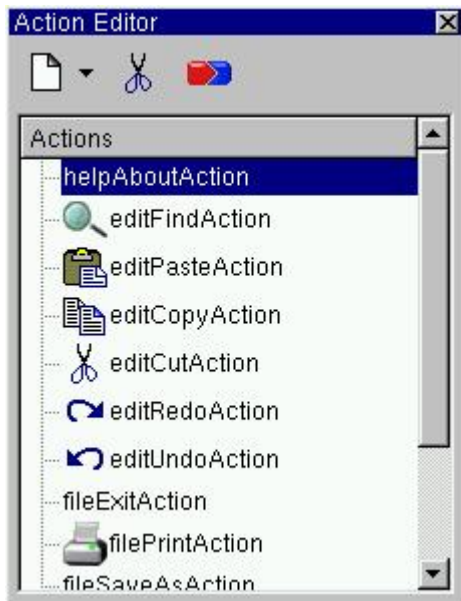 Action Editor
Actions
helpAboutAction
editFindAction
editPasteAction
editCopyAction
editCutAction
editRedoAction
editUndoAction
fileExitAction
filePrintAction
fileSaveAsAction